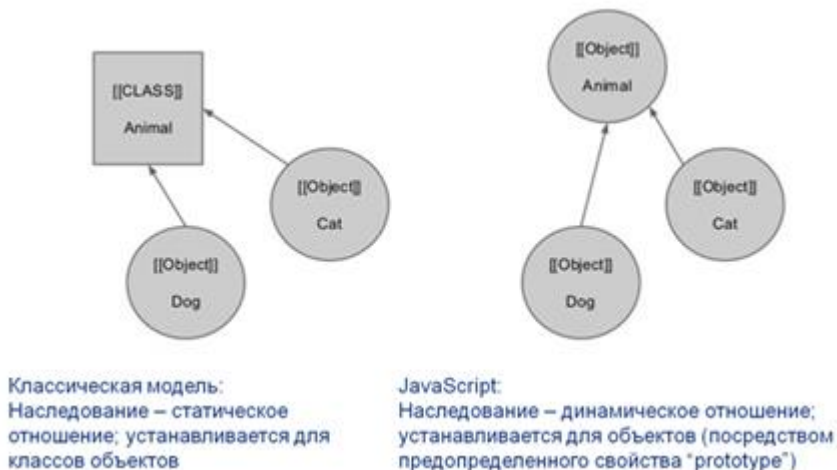 [[CLASS]]
Animal
[[Object]]
Cat
[[Object]]
Dog
[[Object]]
Animal
[[Object]]
Cat
[[Object]]
Dog
Классическая модель:
Наследование – статическое
отношение; устанавливается для
классов объектов
JavaScript:
Наследование – динамическое отношение;
устанавливается для объектов (посредством
предопределенного свойства "prototype")